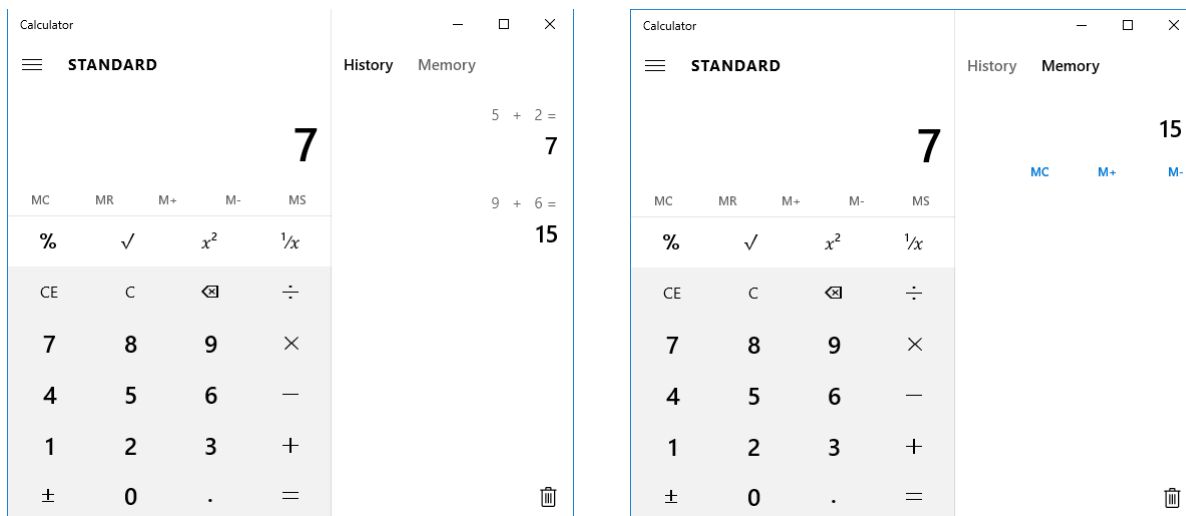 Calculator
STANDARD
History Memory
5 + 2 =
7
7
9 + 6 =
15
MC MR M+ M- MS
% √ x² ¹/x
CE C ÷
7 8 9 ×
4 5 6 −
1 2 3 +
± 0 . =
Calculator
STANDARD
History Memory
15
7
MC M+ M-
MC MR M+ M- MS
% √ x² ¹/x
CE C ÷
7 8 9 ×
4 5 6 −
1 2 3 +
± 0 . =